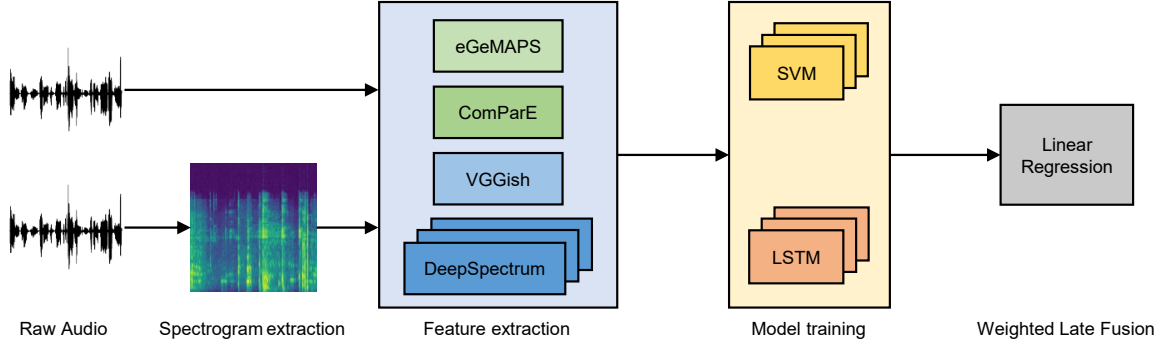 eGeMAPS
ComParE
VGGish
DeepSpectrum
SVM
LSTM
Linear
Regression
Raw Audio
Spectrogram extraction
Feature extraction
Model training
Weighted Late Fusion